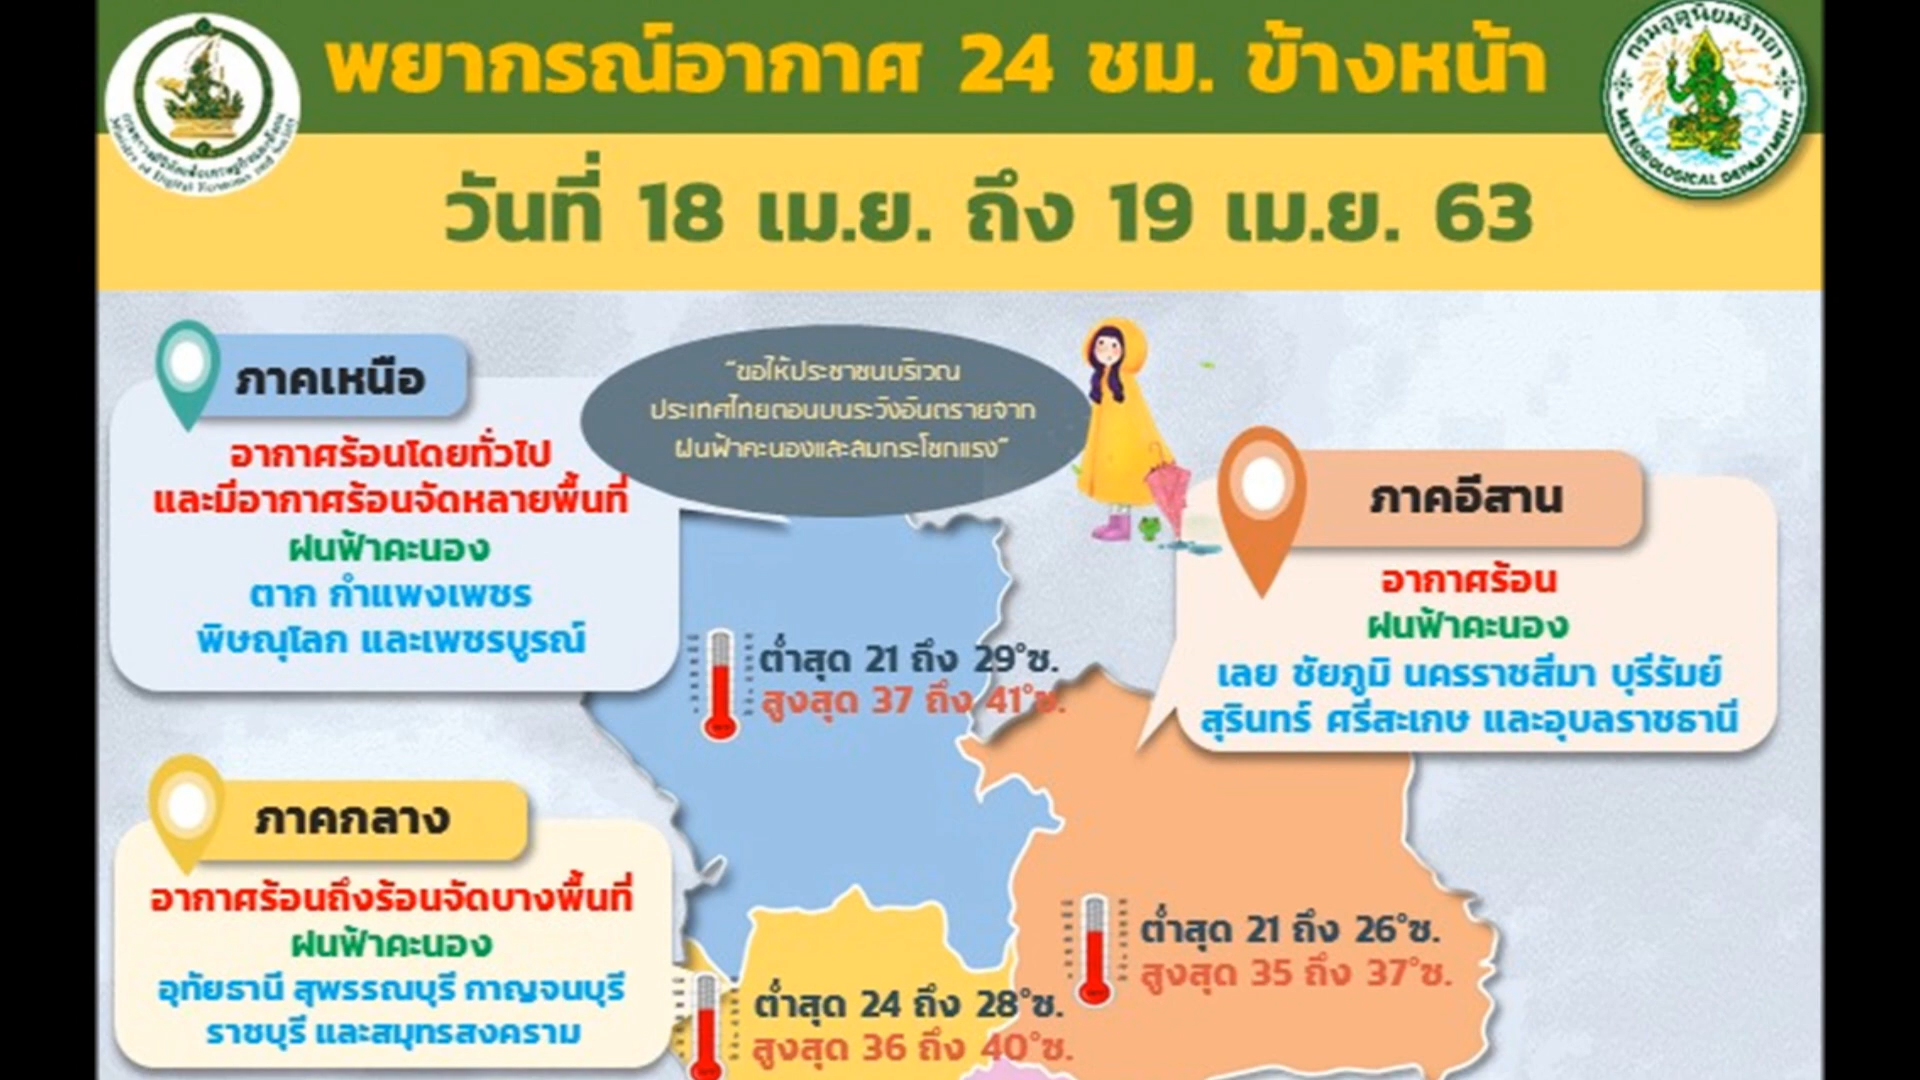 พยากรณ์อากาศ 24 ชม. ข้างหน้า
วันที่ 18 เม.ย. ถึง 19 เม.ย. 63
กรมอุตุนิยมวิทยา
METEOROLOGICAL DEPARTMENT
ภาคเหนือ
อากาศร้อนโดยทั่วไป
และมีอากาศร้อนจัดหลายพื้นที่
ฝนฟ้าคะนอง
ตาก กำแพงเพชร
พิษณุโลก และเพชรบูรณ์
"ขอให้ประชาชนบริเวณ
ประเทศไทยตอนบนระวังอันตรายจาก
ฝนฟ้าคะนองและลมกระโชกแรง"
ภาคอีสาน
อากาศร้อน
ฝนฟ้าคะนอง
เลย ชัยภูมิ นครราชสีมา บุรีรัมย์
สุรินทร์ ศรีสะเกษ และอุบลราชธานี
ต่ำสุด 21 ถึง 29°ซ.
สูงสุด 37 ถึง 41°ซ.
ภาคกลาง
อากาศร้อนถึงร้อนจัดบางพื้นที่
ฝนฟ้าคะนอง
อุทัยธานี สุพรรณบุรี กาญจนบุรี
ราชบุรี และสมุทรสงคราม
ต่ำสุด 21 ถึง 26°ซ.
สูงสุด 35 ถึง 37°ซ.
ต่ำสุด 24 ถึง 28°ซ.
สูงสุด 36 ถึง 40°ซ.